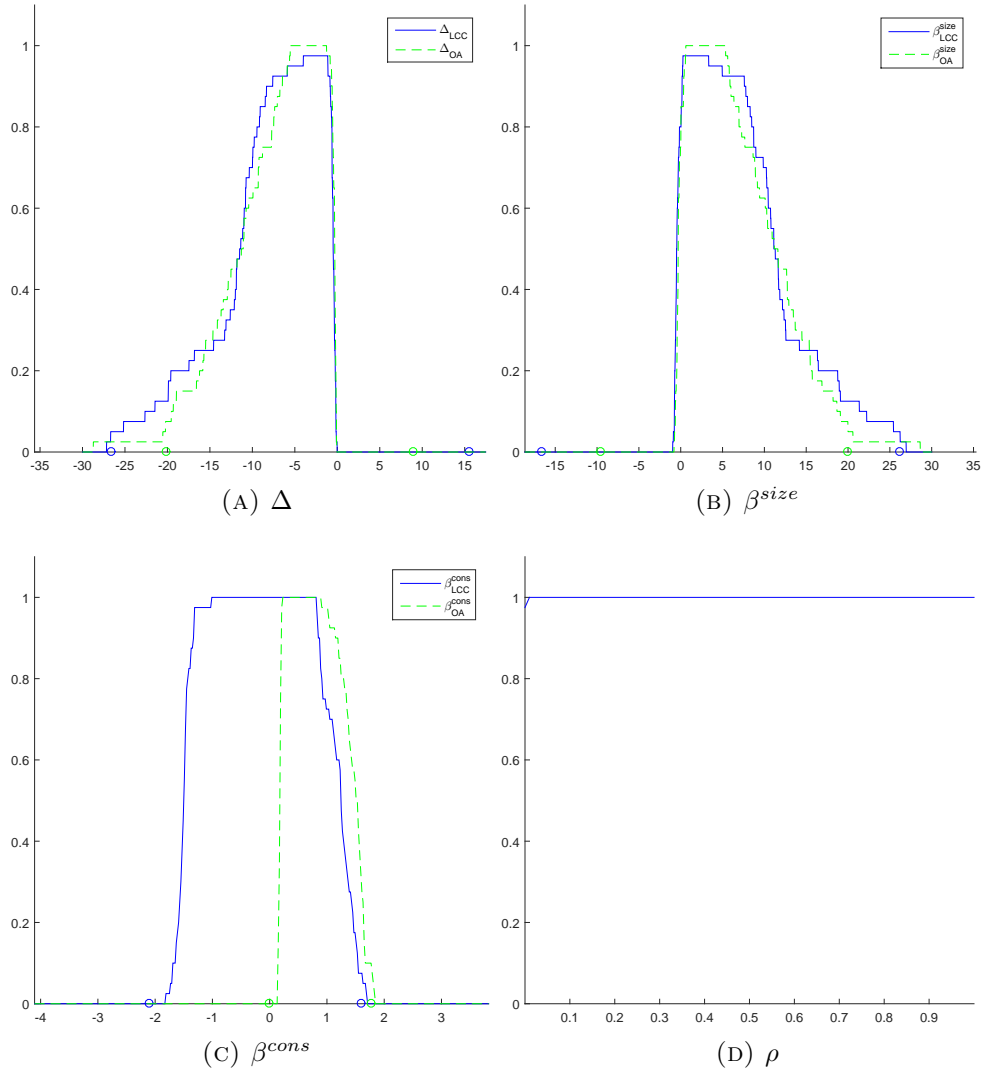 Δ_LCC
Δ_OA
1
0.8
0.6
0.4
0.2
0
-35 -30 -25 -20 -15 -10 -5 0 5 10 15
(A) Δ
β^size_LCC
β^size_OA
1
0.8
0.6
0.4
0.2
0
-15 -10 -5 0 5 10 15 20 25 30 35
(B) β^size
β^cons_LCC
β^cons_OA
1
0.8
0.6
0.4
0.2
0
-4 -3 -2 -1 0 1 2 3
(C) β^cons
1
0.8
0.6
0.4
0.2
0
0.1 0.2 0.3 0.4 0.5 0.6 0.7 0.8 0.9
(D) ρ